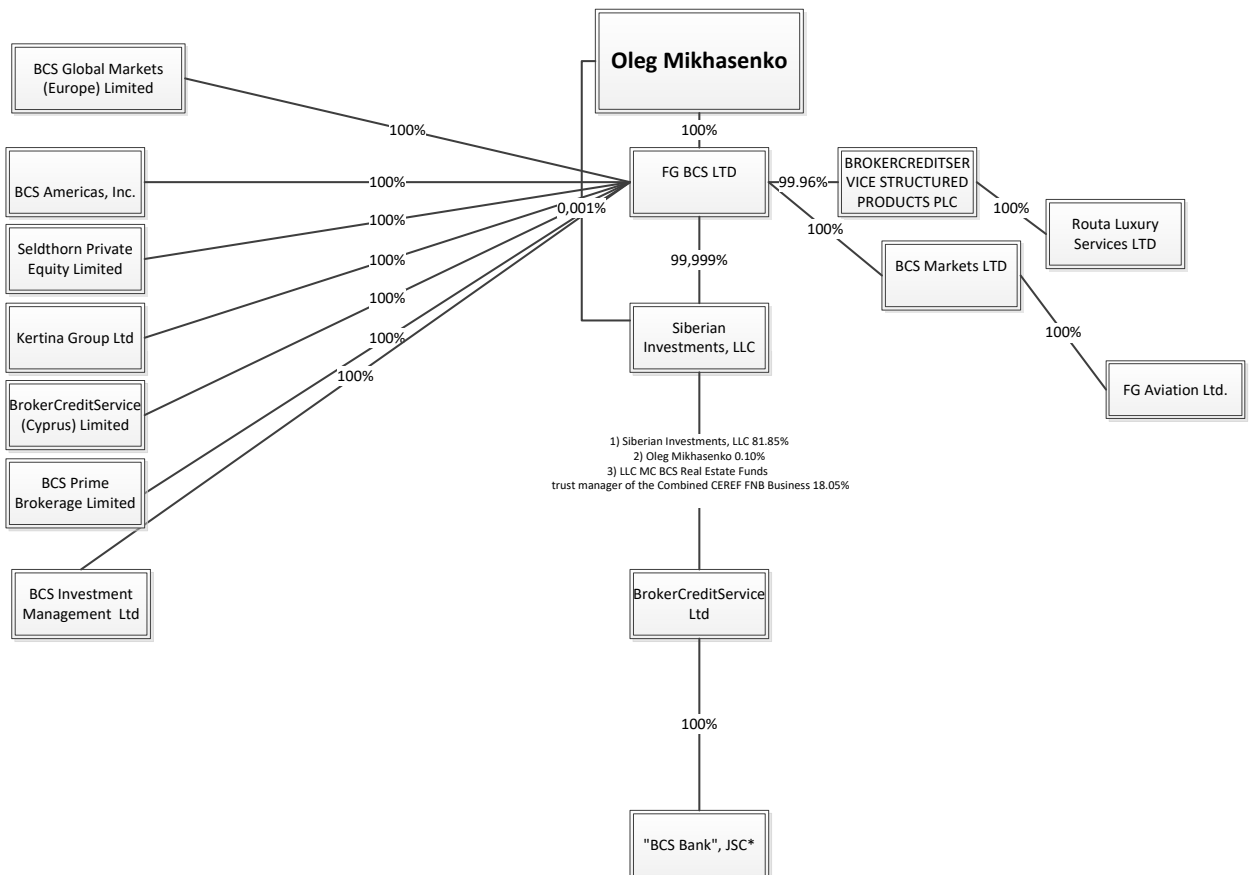 Oleg Mikhasenko
BCS Global Markets
(Europe) Limited
100%
100%
FG BCS LTD
BCS Americas, Inc.
100%
0,001%
99.96%
BROKERCREDITSER
VICE STRUCTURED
PRODUCTS PLC
100%
Routa Luxury
Services LTD
100%
BCS Markets LTD
100%
FG Aviation Ltd.
Seldthorn Private
Equity Limited
100%
99,999%
Kertina Group Ltd
100%
Siberian
Investments, LLC
BrokerCreditService
(Cyprus) Limited
100%
BCS Prime
Brokerage Limited
100%
BCS Investment
Management Ltd
100%
1) Siberian Investments, LLC 81.85%
2) Oleg Mikhasenko 0.10%
3) LLC MC BCS Real Estate Funds
trust manager of the Combined CEREF FNB Business 18.05%
BrokerCreditService
Ltd
100%
"BCS Bank", JSC*